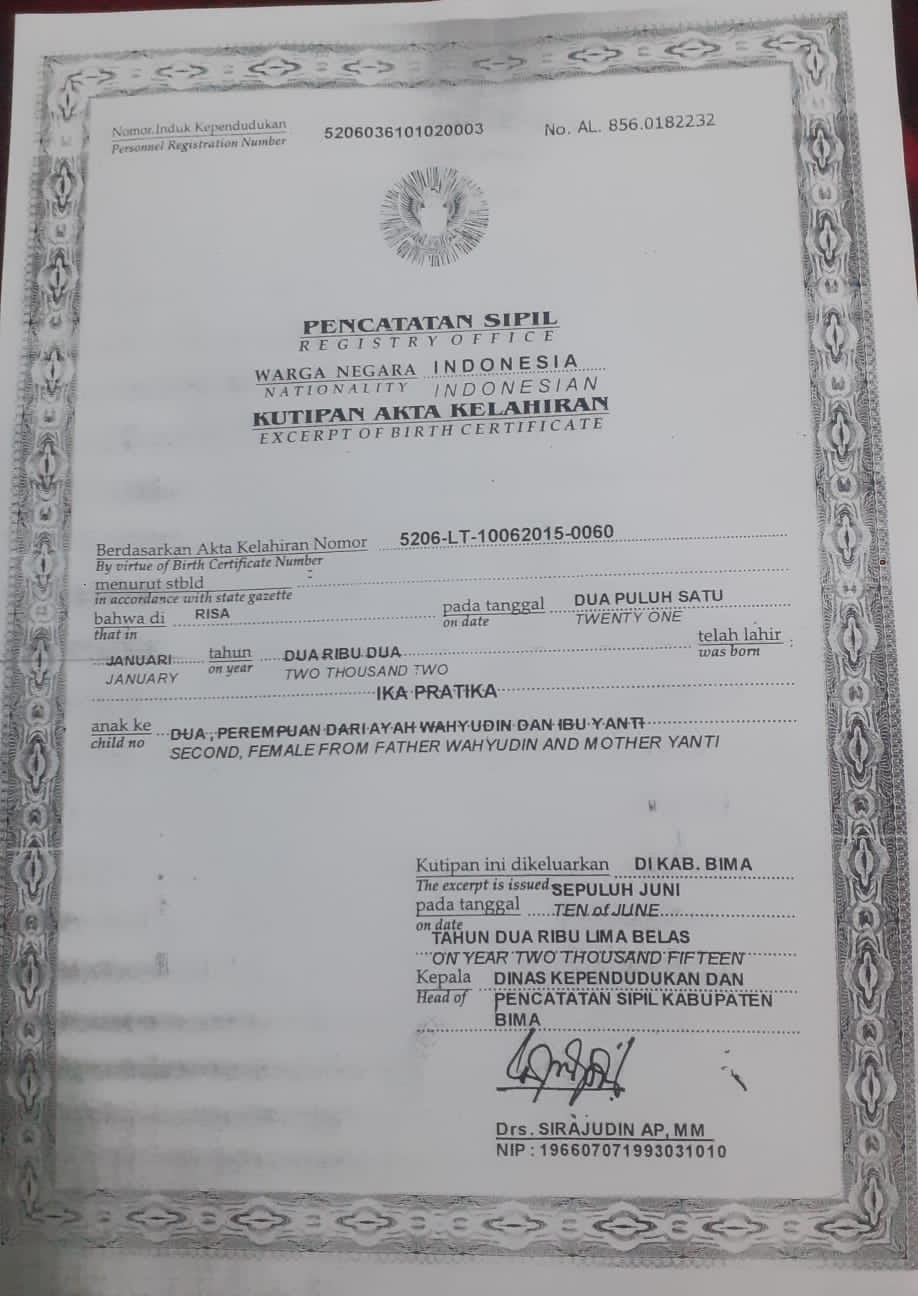 Nomor Induk Kependudukan 5206036101020003 No. AL. 856.0182232
Personnel Registration Number
PENCATATAN SIPIL
REGISTRY OFFICE
WARGA NEGARA INDONESIA
NATIONALITY INDONESIAN
KUTIPAN AKTA KELAHIRAN
EXCERPT OF BIRTH CERTIFICATE
Berdasarkan Akta Kelahiran Nomor 5206-LT-10062015-0060
By virtue of Birth Certificate Number
menurut stbld -
in accordance with state gazette
bahwa di RISA pada tanggal DUA PULUH SATU
that in on date TWENTY ONE
JANUARI tahun DUA RIBU DUA telah lahir :
JANUARY on year TWO THOUSAND TWO was born
IKA PRATIKA
anak ke DUA , PEREMPUAN DARI AYAH WAHYUDIN DAN IBU YANTI
child no SECOND, FEMALE FROM FATHER WAHYUDIN AND MOTHER YANTI
Kutipan ini dikeluarkan DI KAB. BIMA
The excerpt is issued SEPULUH JUNI
pada tanggal TEN of JUNE
on date
TAHUN DUA RIBU LIMA BELAS
ON YEAR TWO THOUSAND FIFTEEN
Kepala DINAS KEPENDUDUKAN DAN
Head of PENCATATAN SIPIL KABUPATEN
BIMA
Drs. SIRAJUDIN AP, MM
NIP : 196607071993031010